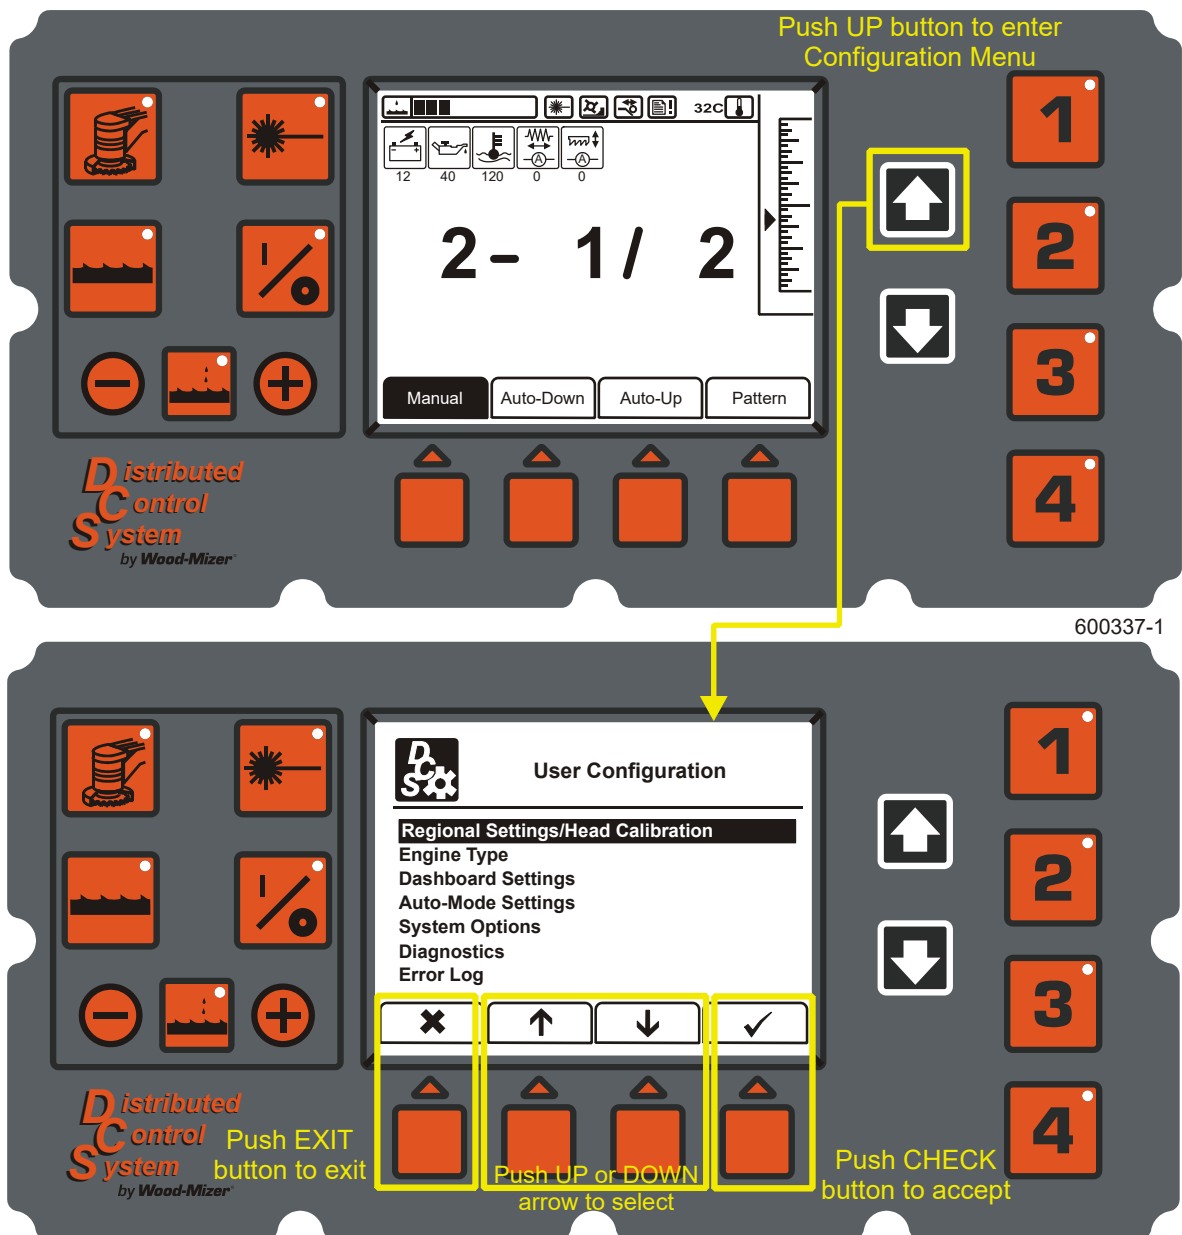 Push UP button to enter
Configuration Menu
1
32C
12 40 120 0 0
2
2- 1/ 2
3
Manual Auto-Down Auto-Up Pattern
Distributed
Control
System
by Wood-Mizer®
4
600337-1
1
DCS
User Configuration
Regional Settings/Head Calibration
Engine Type
Dashboard Settings
Auto-Mode Settings
System Options
Diagnostics
Error Log
2
3
Distributed
Control
System
by Wood-Mizer®
4
Push EXIT
button to exit
Push UP or DOWN
arrow to select
Push CHECK
button to accept